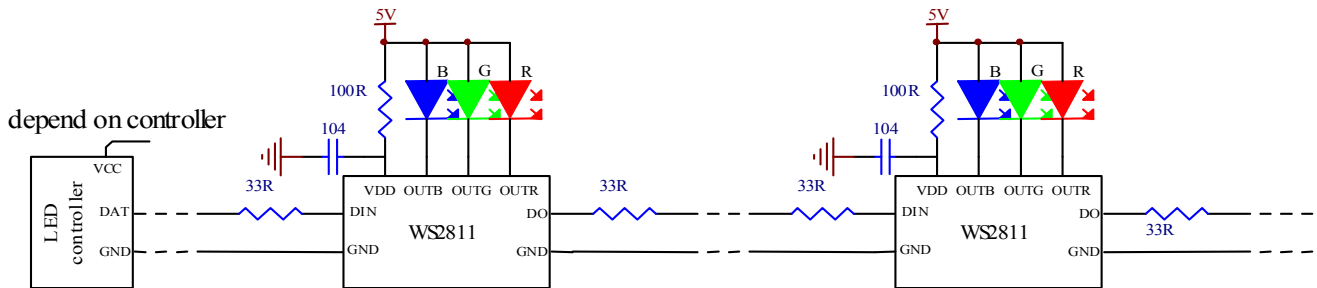 5V
5V
B G R
B G R
100R
100R
depend on controller
104
104
VCC
33R
VDD OUTB OUTG OUTR
33R
33R
VDD OUTB OUTG OUTR
LED
controller
DAT
DIN
DO
DIN
DO
WS2811
WS2811
33R
GND
GND
GND
GND
GND